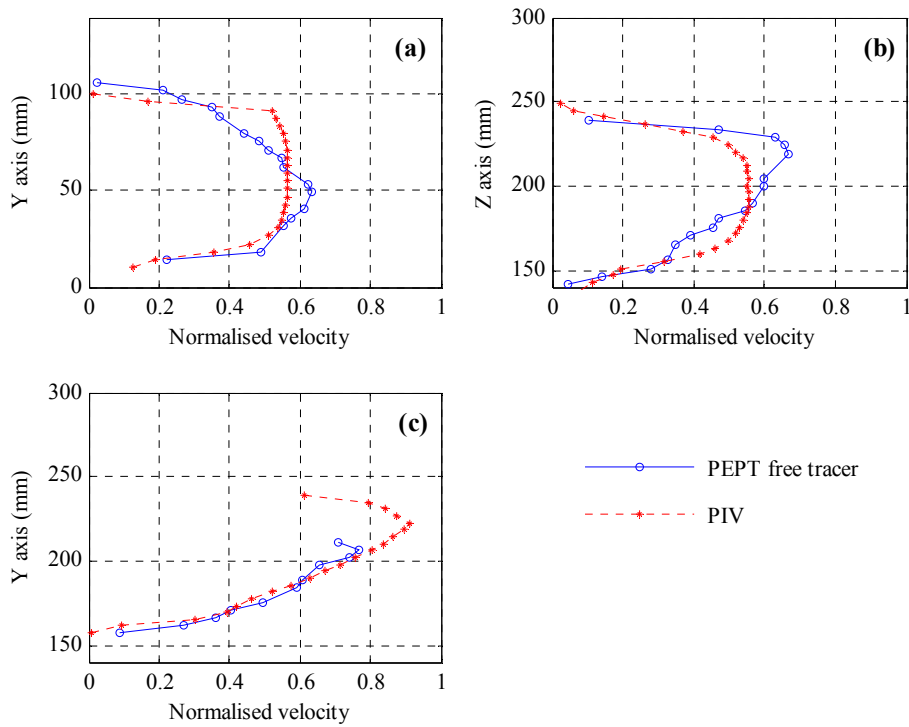 (a)
100
50
0
Y axis (mm)
0 0.2 0.4 0.6 0.8 1
Normalised velocity
(b)
300
250
200
150
Z axis (mm)
0 0.2 0.4 0.6 0.8 1
Normalised velocity
(c)
300
250
200
150
Y axis (mm)
0 0.2 0.4 0.6 0.8 1
Normalised velocity
PEPT free tracer
PIV